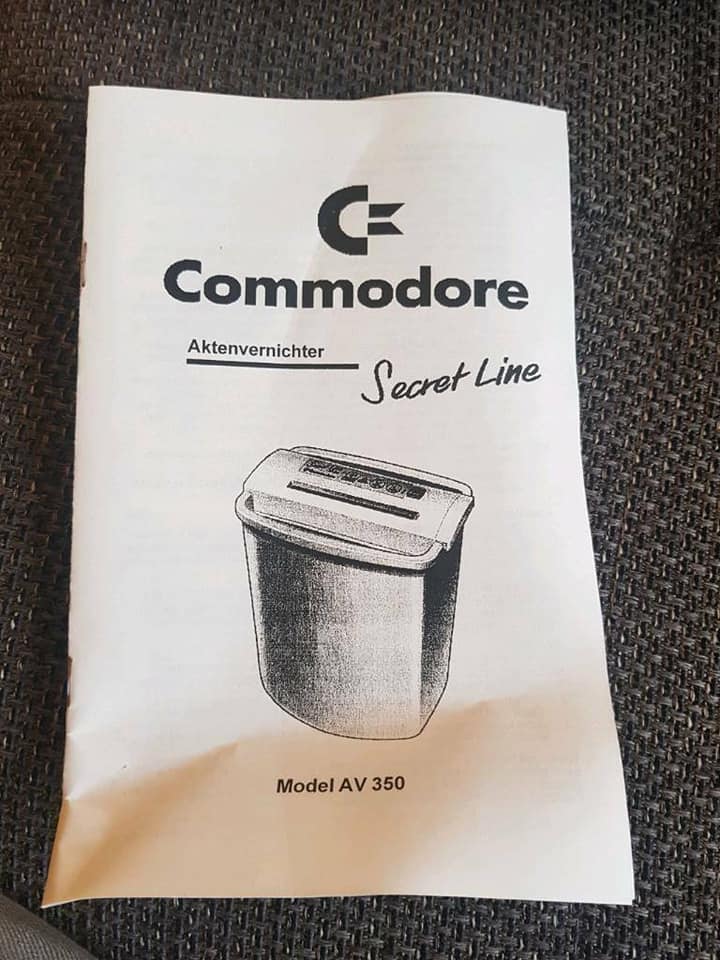 Commodore
Aktenvernichter
Secret Line
Model AV 350